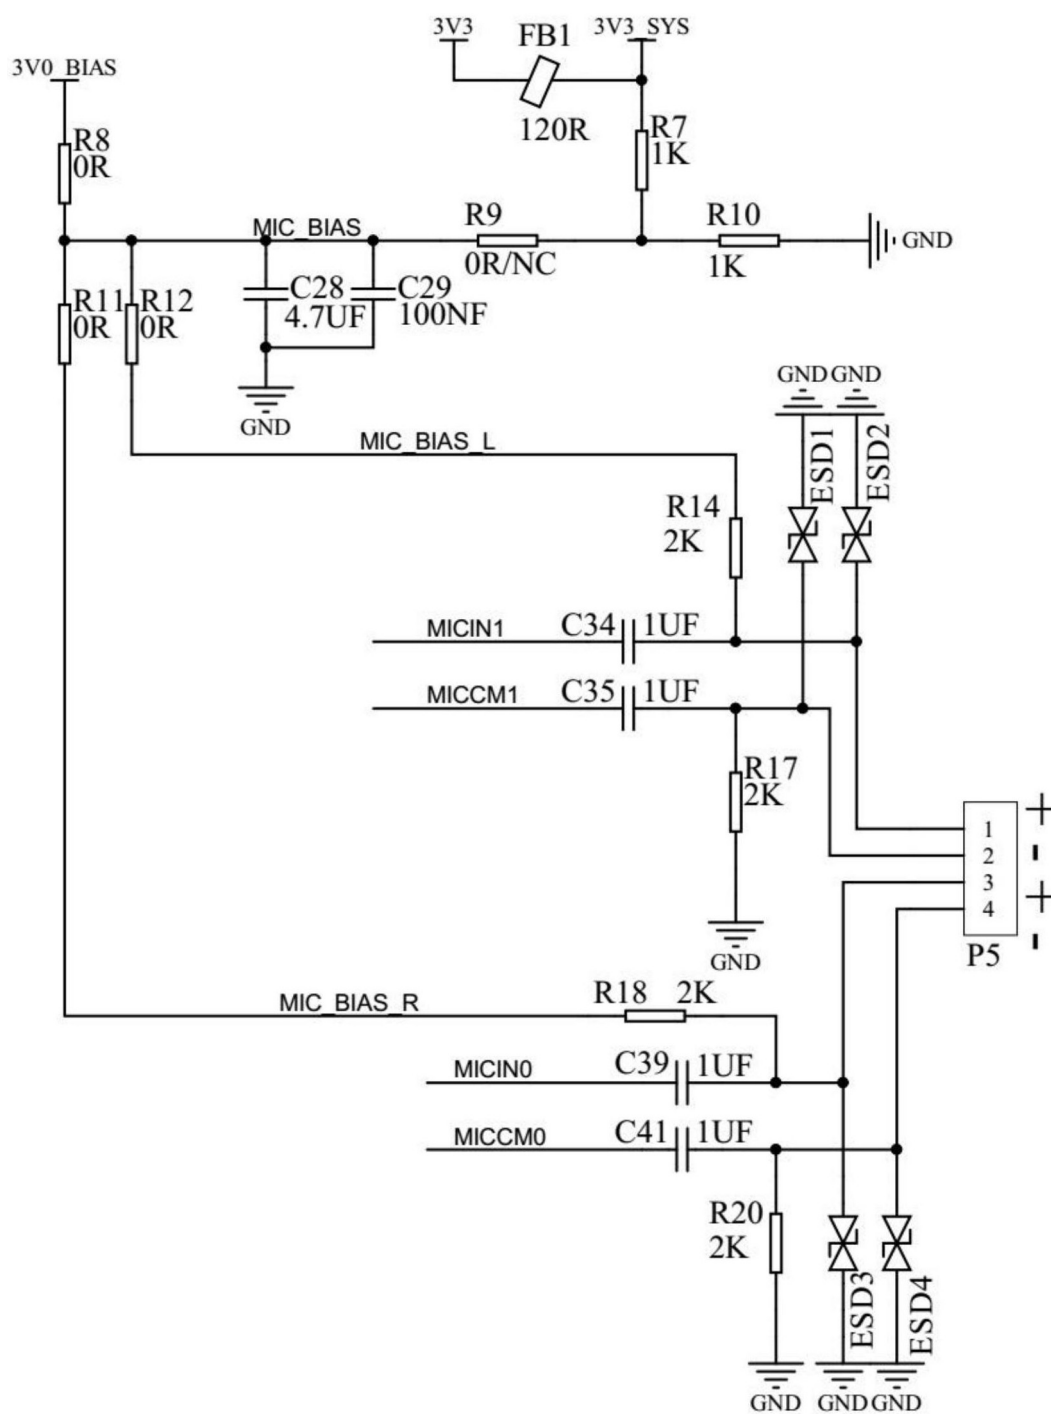 3V3
FB1
3V3_SYS
3V0_BIAS
120R
R7
1K
R8
0R
MIC_BIAS
R9
0R/NC
R10
1K
GND
R11
0R
R12
0R
C28
4.7UF
C29
100NF
GND
GND
GND
MIC_BIAS_L
ESD1
ESD2
R14
2K
MICIN1
C34
1UF
MICCM1
C35
1UF
R17
2K
1
2
3
4
+
-
+
-
P5
GND
MIC_BIAS_R
R18
2K
MICIN0
C39
1UF
MICCM0
C41
1UF
R20
2K
ESD3
ESD4
GND
GND
GND